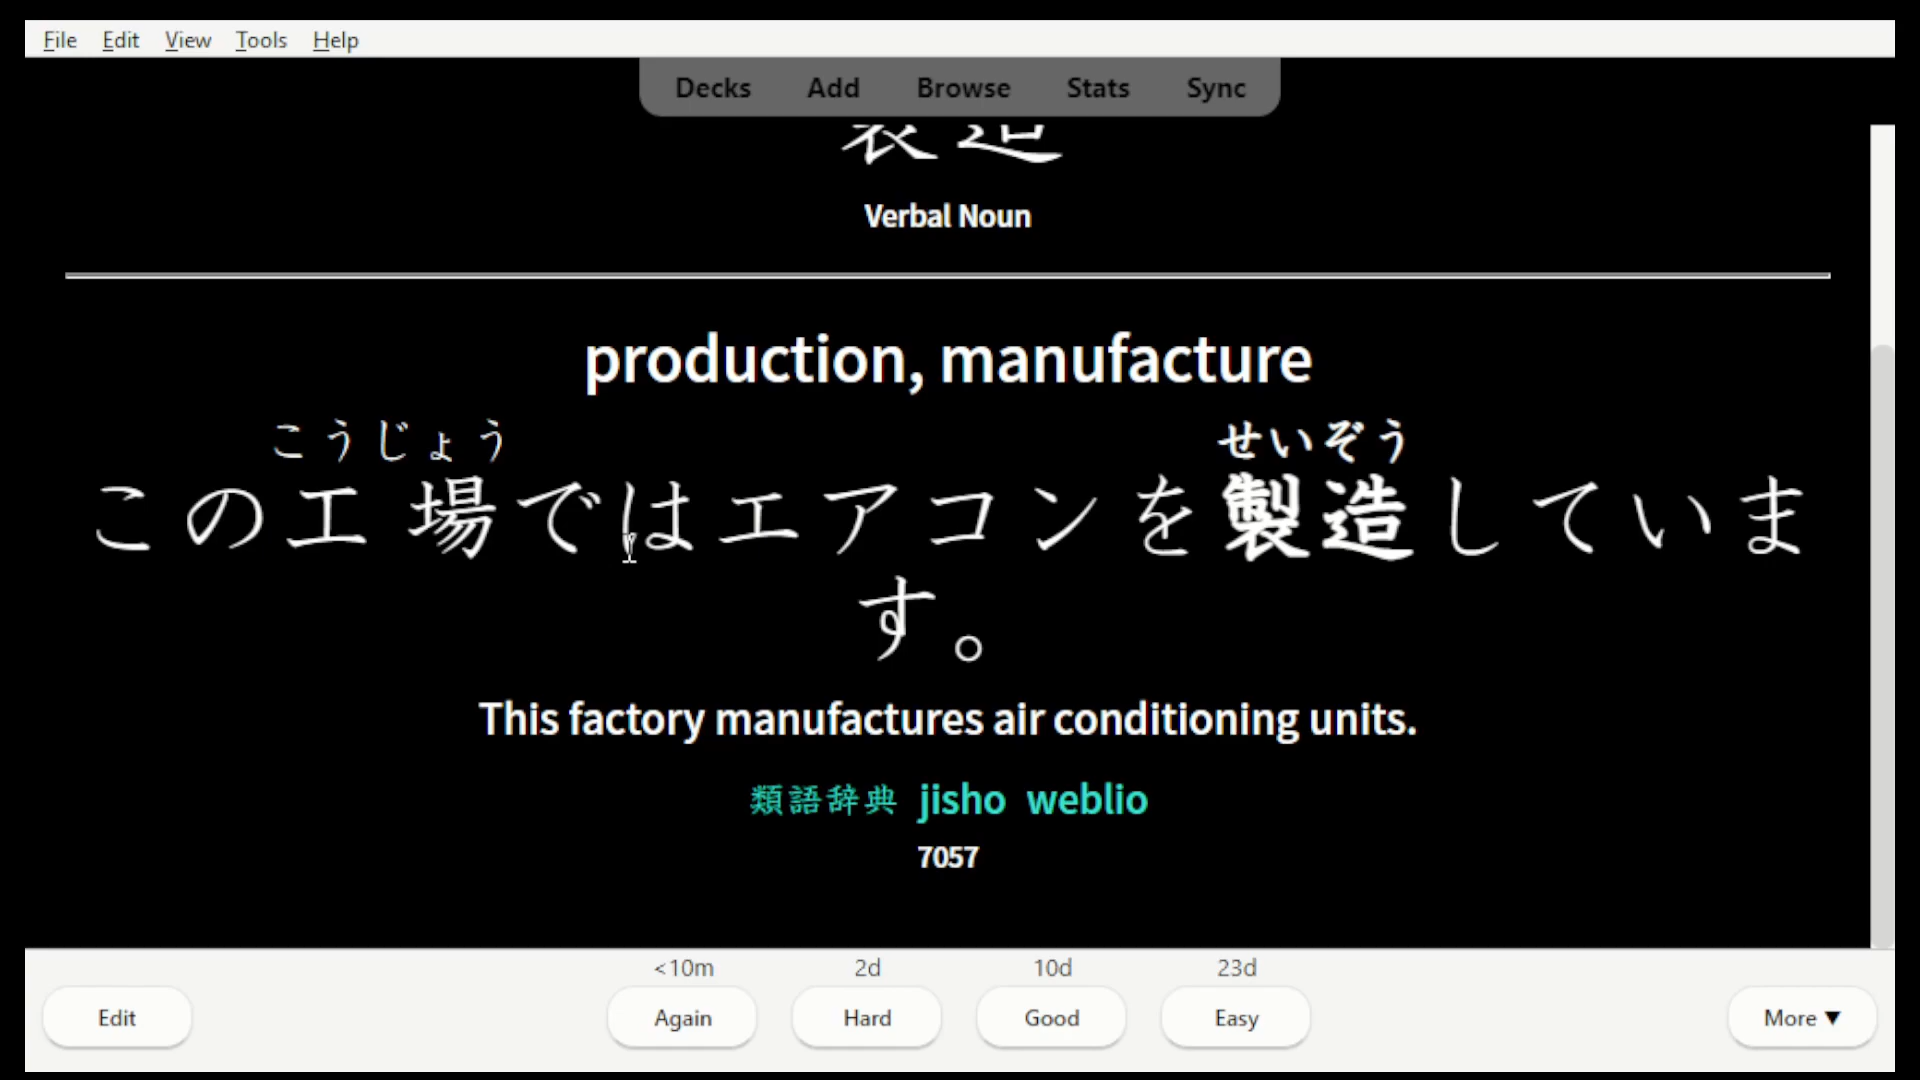 File Edit View Tools Help
Decks Add Browse Stats Sync
製造
Verbal Noun
production, manufacture
こうじょう せいぞう
この工場ではエアコンを製造していま
す。
This factory manufactures air conditioning units.
類語辞典 jisho weblio
7057
<10m 2d 10d 23d
Edit Again Hard Good Easy More ▼